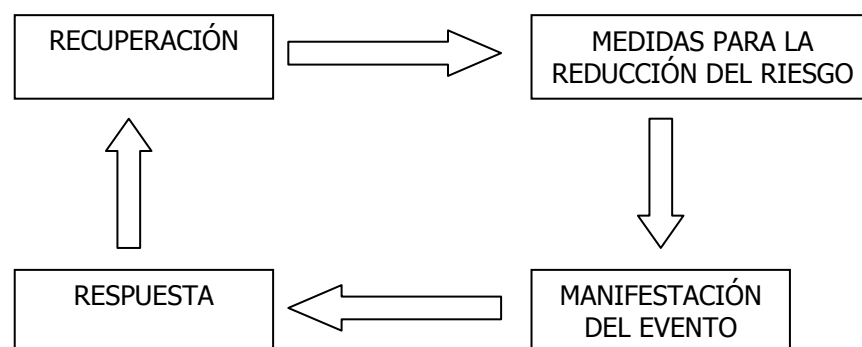 RECUPERACIÓN
MEDIDAS PARA LA
REDUCCIÓN DEL RIESGO
RESPUESTA
MANIFESTACIÓN
DEL EVENTO